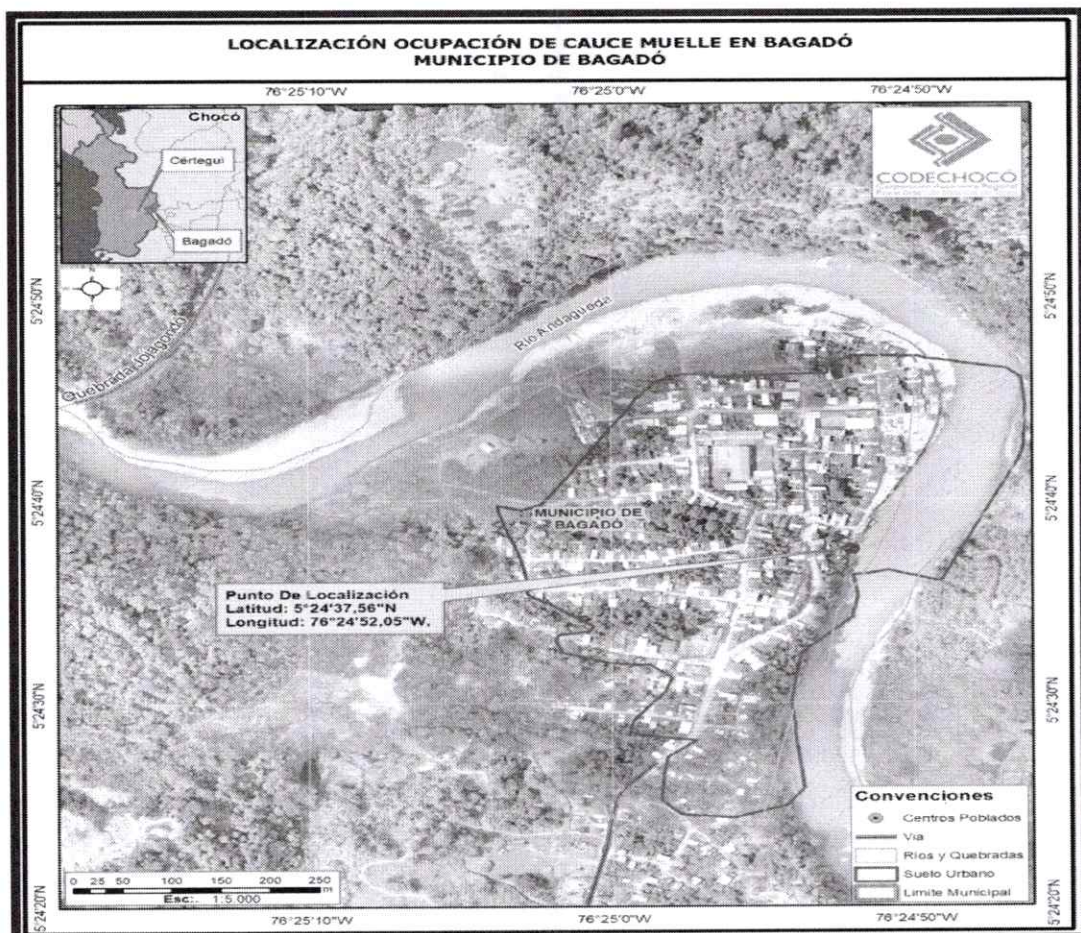 LOCALIZACIÓN OCUPACIÓN DE CAUCE MUELLE EN BAGADÓ
MUNICIPIO DE BAGADÓ
76°25'10"W
76°25'0"W
76°24'50"W
Chocó
Cértegui
Bagadó
CODECHOCÓ
5°24'50"N
5°24'50"N
Río Andagueda
Quebrada
5°24'40"N
5°24'40"N
MUNICIPIO DE
BAGADÓ
Punto De Localización
Latitud: 5°24'37,56"N
Longitud: 76°24'52,05"W.
5°24'30"N
5°24'30"N
Convenciones
Centros Poblados
Via
Rios y Quebradas
Suelo Urbano
Limite Municipal
0 25 50 100 150 200 250
m
Esc:. 1:5.000
5°24'20"N
5°24'20"N
76°25'10"W
76°25'0"W
76°24'50"W